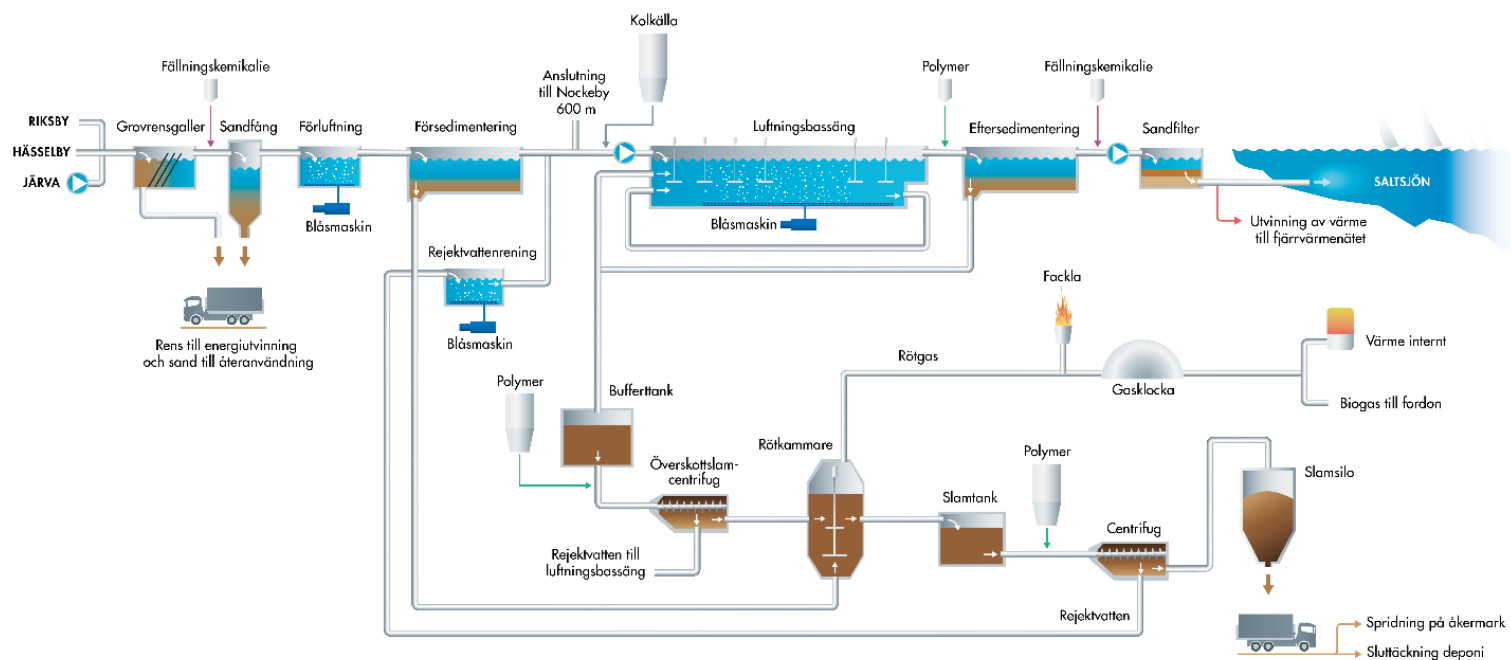 Kolkälla
Fällningskemikalie
Anslutning
till Nockeby
600 m
Polymer
Fällningskemikalie
RIKSBY
HÄSSELBY
JÄRVA
Grovrensgaller
Sandfång
Förluftning
Försedimentering
Luftningsbassäng
Eftersedimentering
Sandfilter
SALTSJÖN
Blåsmaskin
Blåsmaskin
Utvinning av värme
till fjärrvärmenätet
Rejektvattenrening
Blåsmaskin
Rens till energiutvinning
och sand till återanvändning
Fackla
Rötgas
Gasklocka
Värme internt
Biogas till fordon
Polymer
Bufferttank
Överskottslam-
centrifug
Rötkammare
Slamtank
Polymer
Centrifug
Slamsilo
Rejektvatten till
luftningsbassäng
Rejektvatten
Spridning på åkermark
Sluttäckning deponi